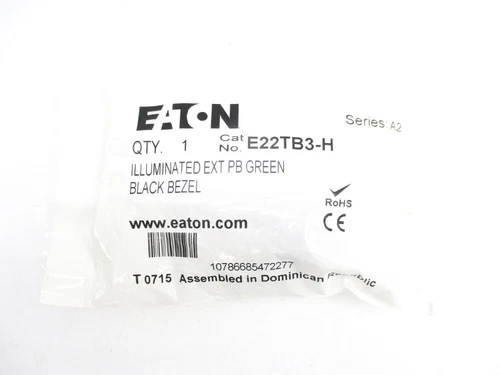 EATON
Series: A2
QTY. 1 Cat No. E22TB3-H
ILLUMINATED EXT PB GREEN
BLACK BEZEL
RoHS
www.eaton.com
CE
10786685472277
T 0715 Assembled in Dominican Republic